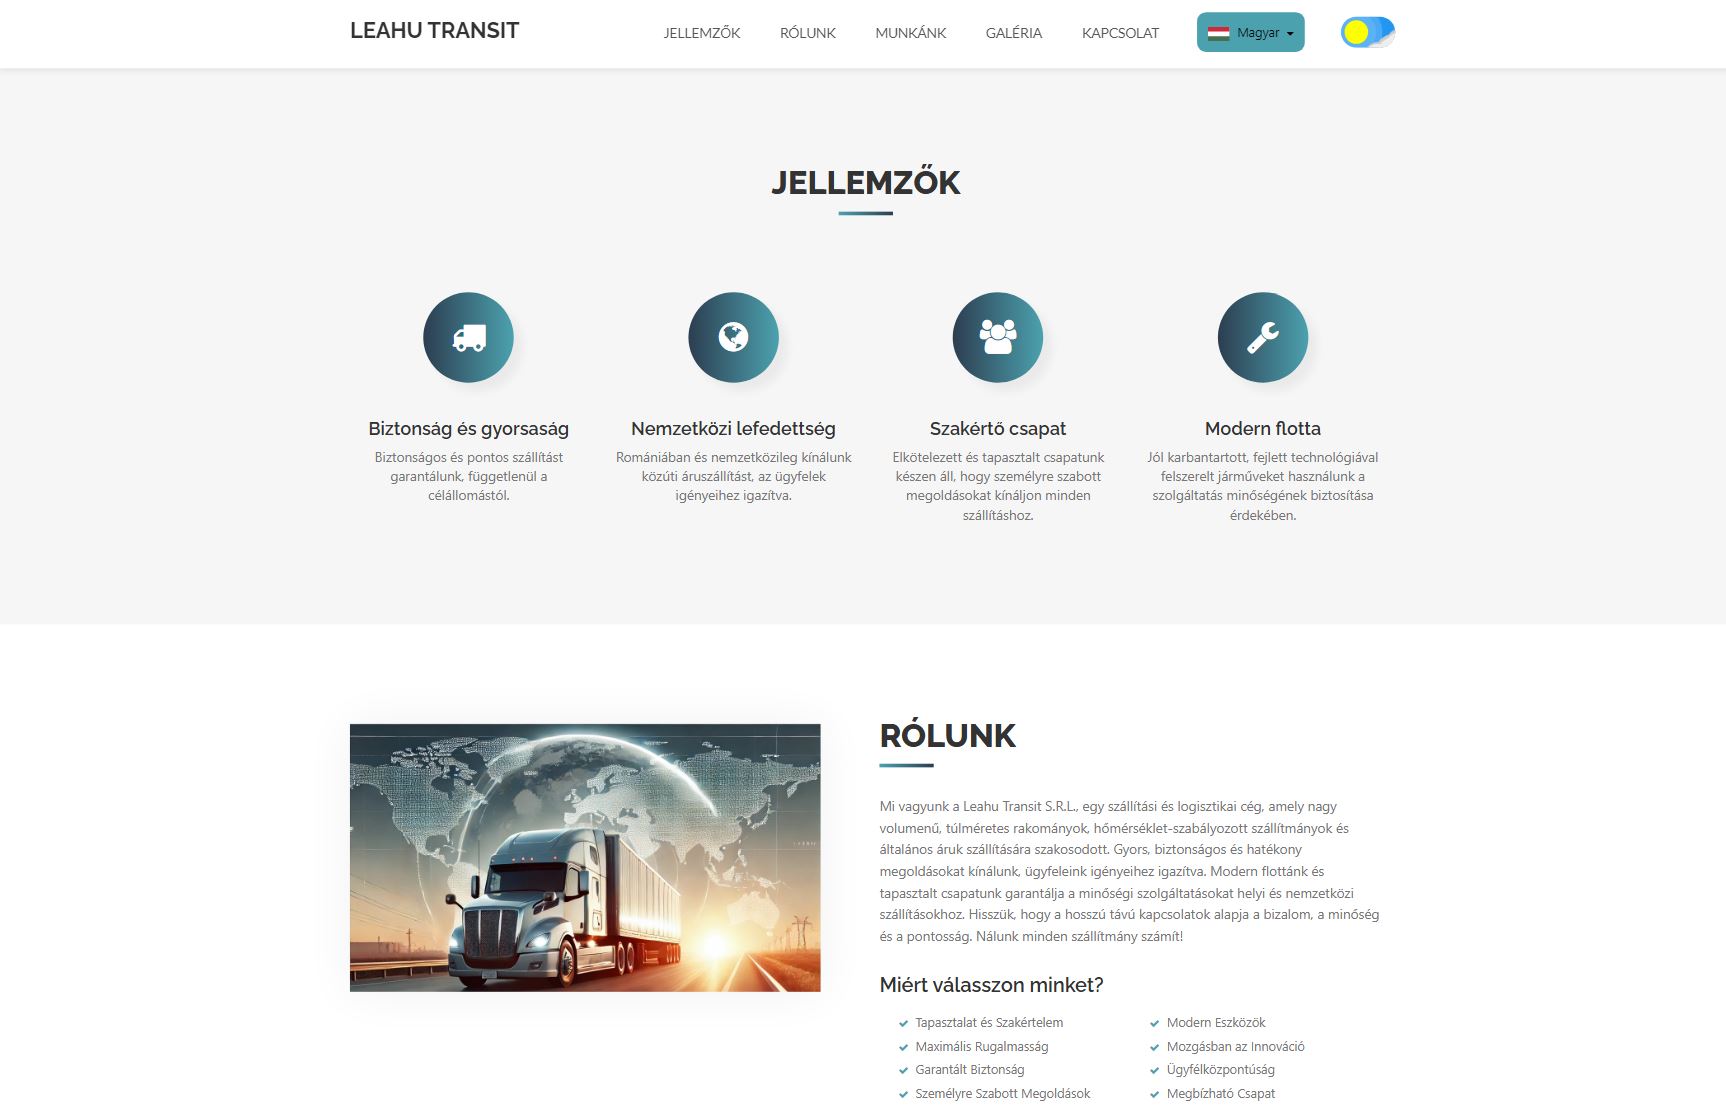 LEAHU TRANSIT
JELLEMZŐK
RÓLUNK
MUNKÁNK
GALÉRIA
KAPCSOLAT
Magyar
JELLEMZŐK
Biztonság és gyorsaság
Biztonságos és pontos szállítást
garantálunk, függetlenül a
célállomástól.
Nemzetközi lefedettség
Romániában és nemzetközileg kínálunk
közúti áruszállítást, az ügyfelek
igényeihez igazítva.
Szakértő csapat
Elkötelezett és tapasztalt csapatunk
készen áll, hogy személyre szabott
megoldásokat kínáljon minden
szállításhoz.
Modern flotta
Jól karbantartott, fejlett technológiával
felszerelt járműveket használunk a
szolgáltatás minőségének biztosítása
érdekében.
RÓLUNK
Mi vagyunk a Leahu Transit S.R.L., egy szállítási és logisztikai cég, amely nagy
volumenű, túlméretes rakományok, hőmérséklet-szabályozott szállítmányok és
általános áruk szállítására szakosodott. Gyors, biztonságos és hatékony
megoldásokat kínálunk, ügyfeleink igényeihez igazítva. Modern flottánk és
tapasztalt csapatunk garantálja a minőségi szolgáltatásokat helyi és nemzetközi
szállításokhoz. Hisszük, hogy a hosszú távú kapcsolatok alapja a bizalom, a minőség
és a pontosság. Nálunk minden szállítmány számít!
Miért válasszon minket?
Tapasztalat és Szakértelem
Maximális Rugalmasság
Garantált Biztonság
Személyre Szabott Megoldások
Modern Eszközök
Mozgásban az Innováció
Ügyfélközpontúság
Megbízható Csapat